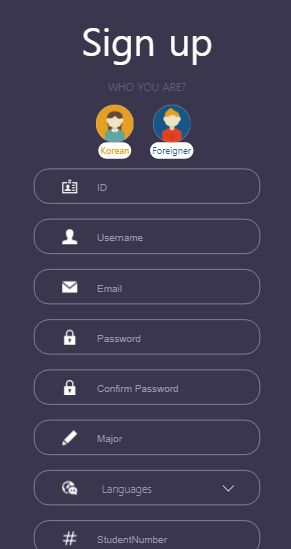 Sign up
WHO YOU ARE?
Korean Foreigner
ID
Username
Email
Password
Confirm Password
Major
Languages
StudentNumber